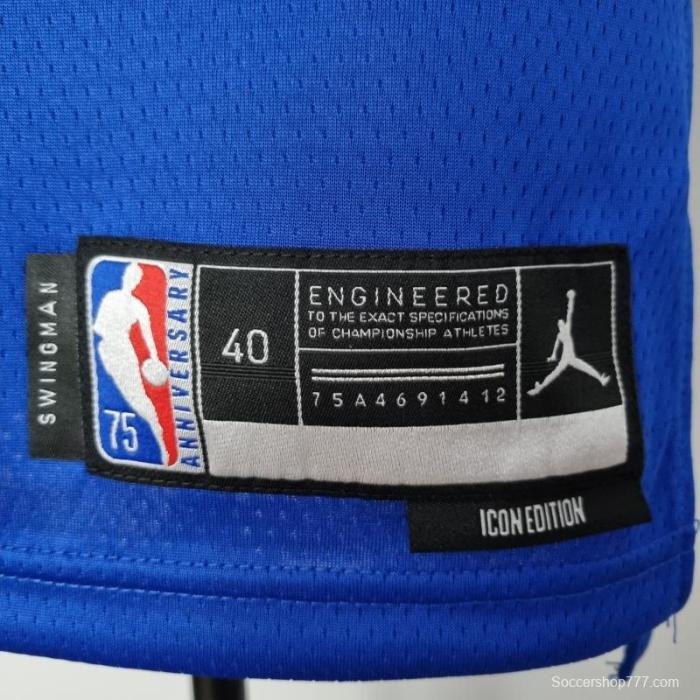 SWINGMAN
75
ANNIVERSARY
40
ENGINEERED
TO THE EXACT SPECIFICATIONS
OF CHAMPIONSHIP ATHLETES
75A4691412
ICON EDITION
Soccershop777.com